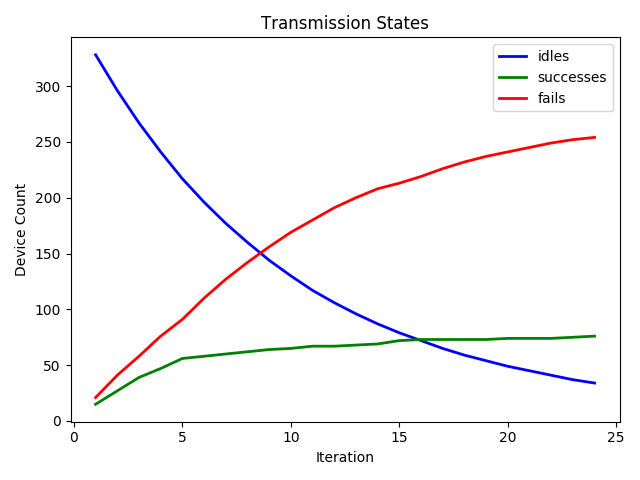 Transmission States
idles
successes
fails
Device Count
300
250
200
150
100
50
0
0 5 10 15 20 25
Iteration